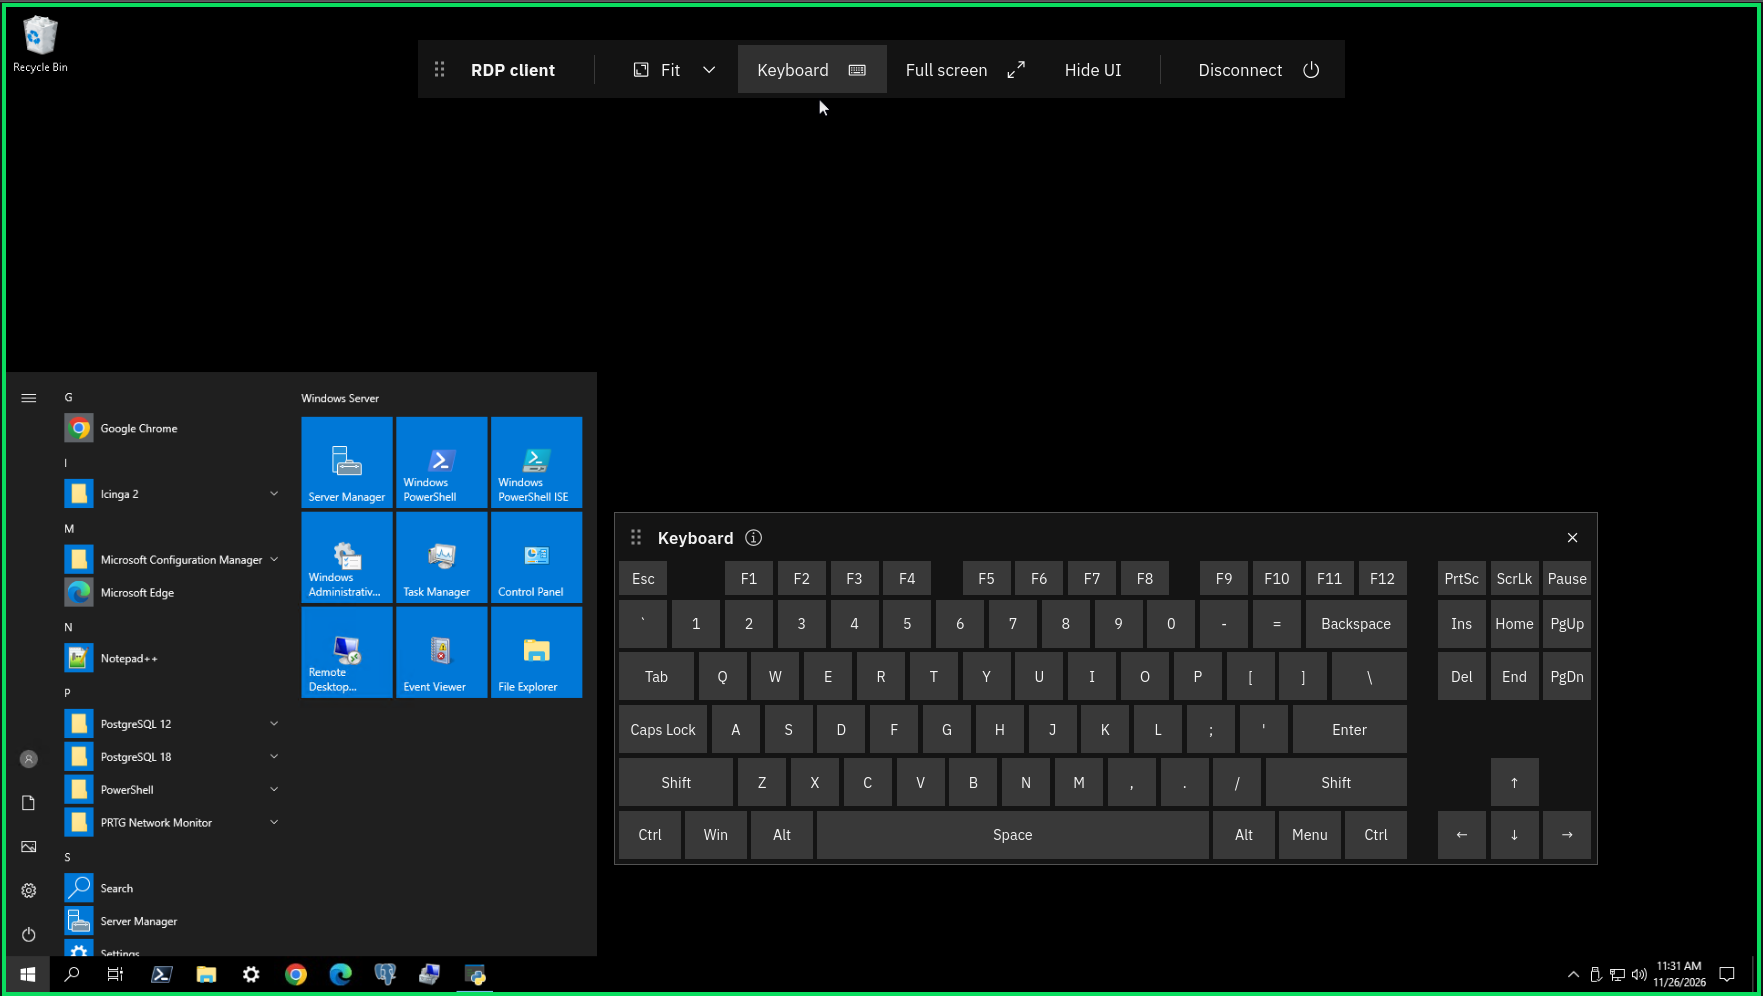 Recycle Bin
RDP client
Fit
Keyboard
Full screen
Hide UI
Disconnect
G
Google Chrome
I
Icinga 2
M
Microsoft Configuration Manager
Microsoft Edge
N
Notepad++
P
PostgreSQL 12
PostgreSQL 18
PowerShell
PRTG Network Monitor
S
Search
Server Manager
Settings
Windows Server
Server Manager
Windows
PowerShell
Windows
PowerShell ISE
Windows
Administrativ...
Task Manager
Control Panel
Remote
Desktop...
Event Viewer
File Explorer
Keyboard
Esc F1 F2 F3 F4 F5 F6 F7 F8 F9 F10 F11 F12 PrtSc ScrLk Pause
` 1 2 3 4 5 6 7 8 9 0 - = Backspace Ins Home PgUp
Tab Q W E R T Y U I O P [ ] \ Del End PgDn
Caps Lock A S D F G H J K L ; ' Enter
Shift Z X C V B N M , . / Shift ↑
Ctrl Win Alt Space Alt Menu Ctrl ← ↓ →
11:31 AM
11/26/2026